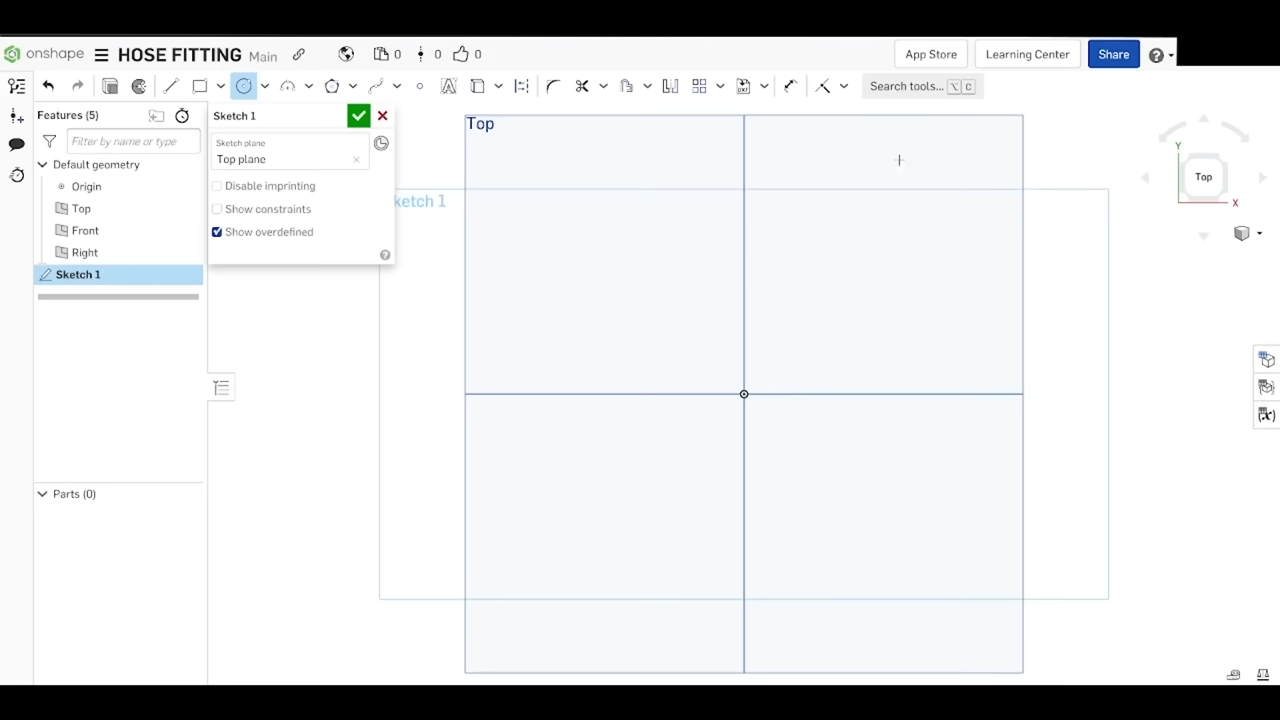 onshape HOSE FITTING Main 0 0 0 App Store Learning Center Share
Search tools... ⌥ C
Features (5)
Filter by name or type
Default geometry
Origin
Top
Front
Right
Sketch 1
Parts (0)
Sketch 1
Sketch plane
Top plane
Disable imprinting
Show constraints
Show overdefined
Top
ketch 1
Y
Top
X
(x)